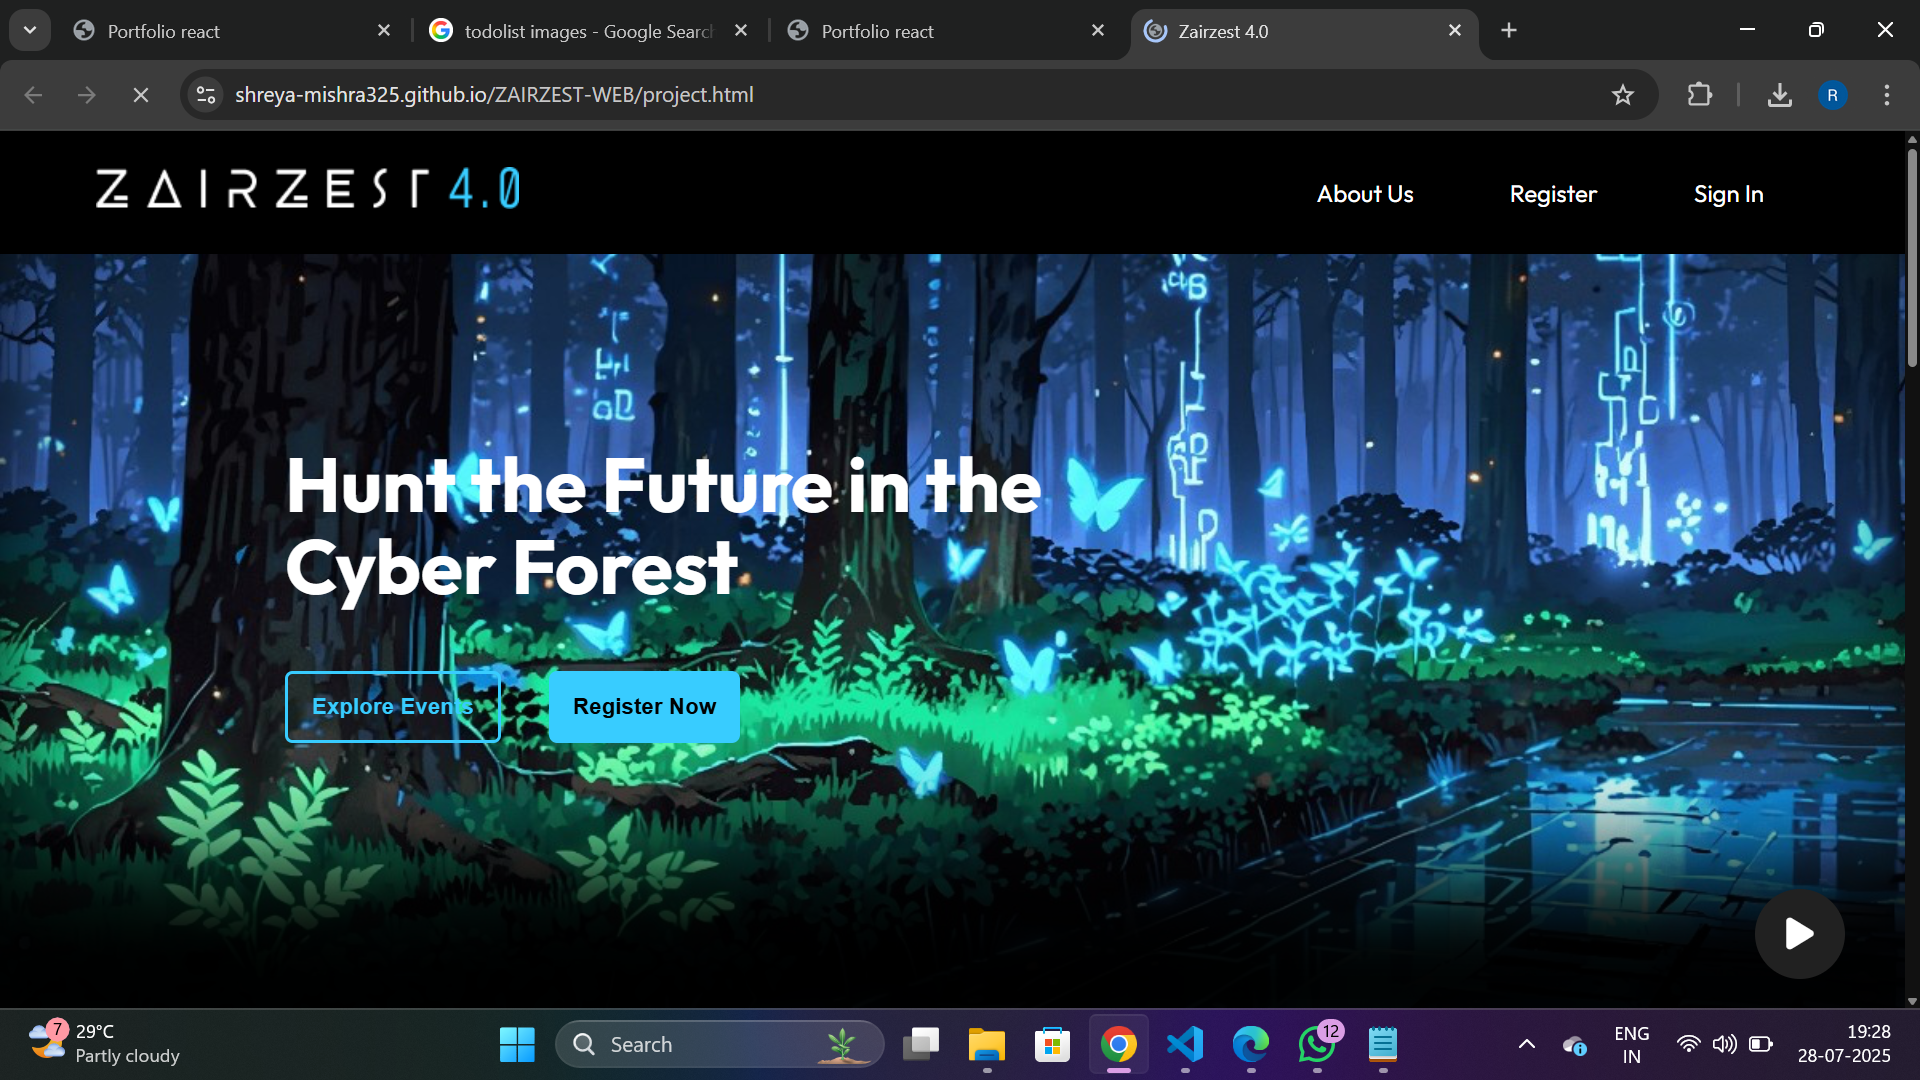 Portfolio react
todolist images - Google Search
Portfolio react
Zairzest 4.0
shreya-mishra325.github.io/ZAIRZEST-WEB/project.html
R
ZAIRZEST 4.0
About Us
Register
Sign In
Hunt the Future in the
Cyber Forest
Explore Events
Register Now
7
29°C
Partly cloudy
Search
12
ENG
IN
19:28
28-07-2025